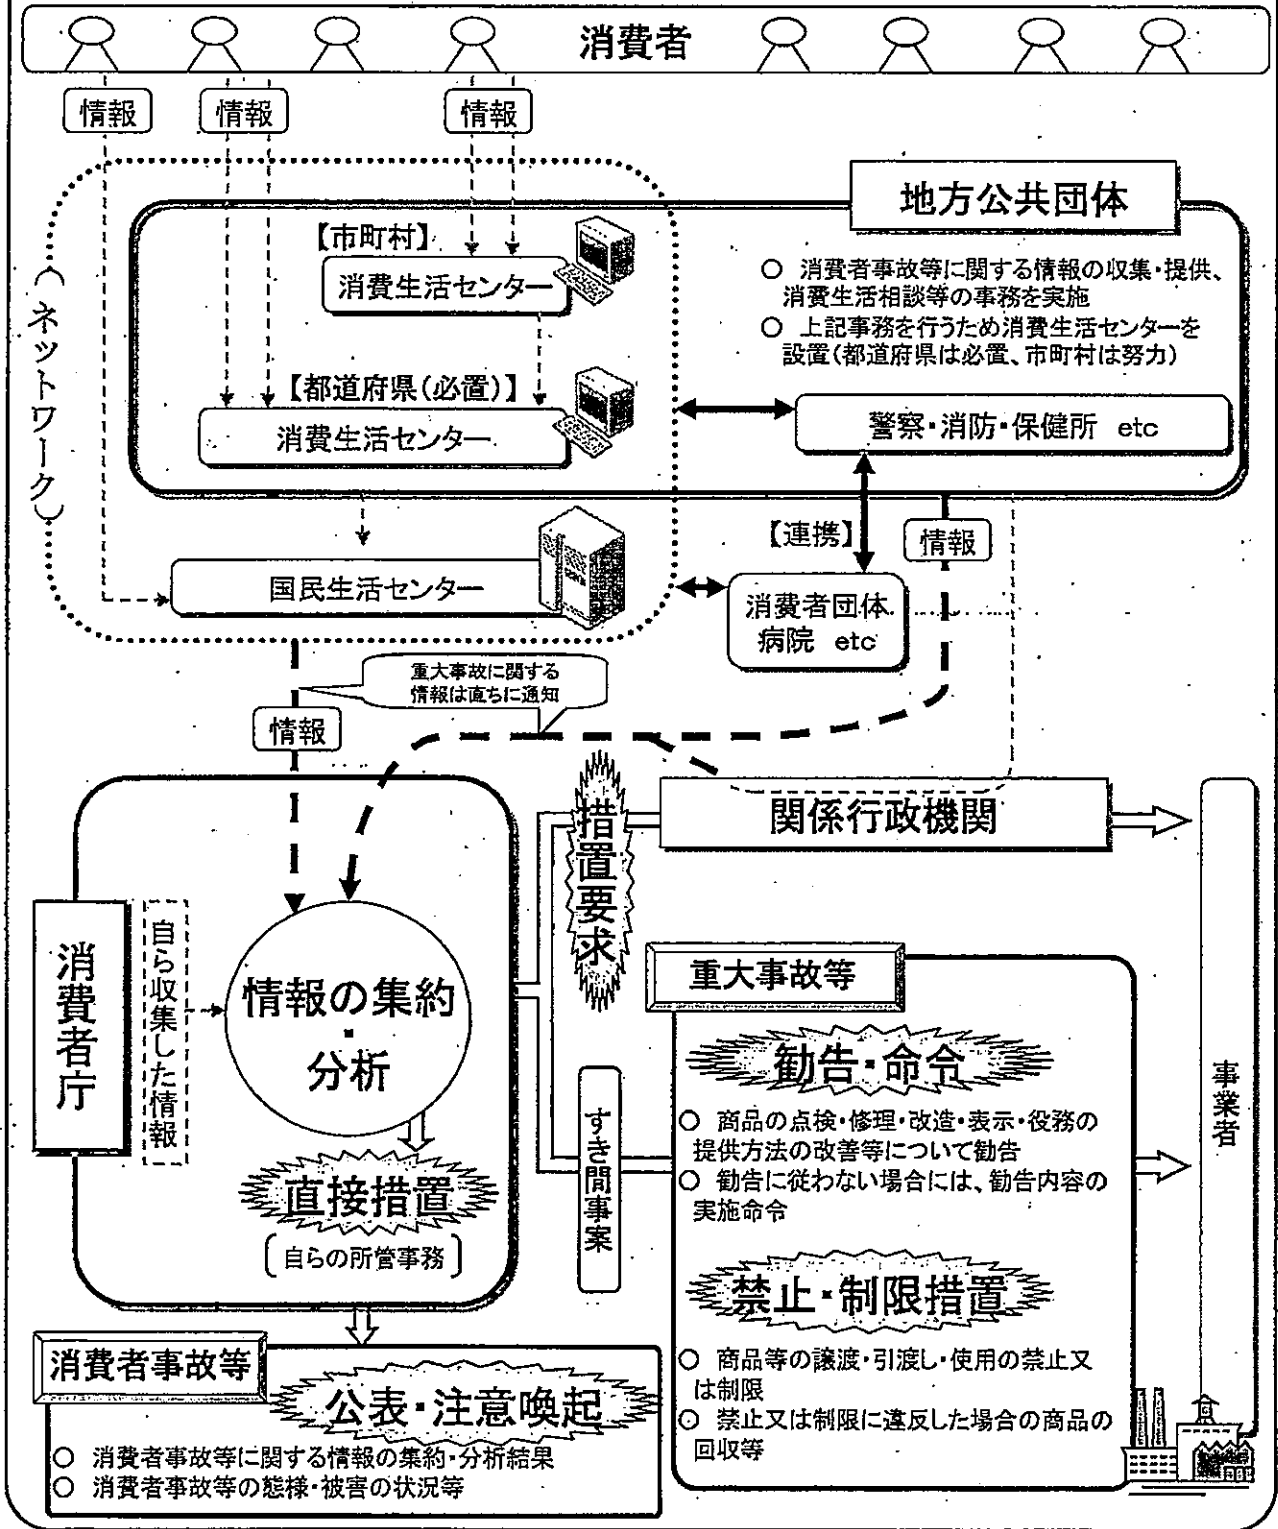 消費者
情報
情報
情報
地方公共団体
【市町村】
消費生活センター
○ 消費者事故等に関する情報の収集・提供、
消費生活相談等の事務を実施
○ 上記事務を行うため消費生活センターを
設置(都道府県は必置、市町村は努力)
(ネットワーク)
【都道府県(必置)】
消費生活センター
警察・消防・保健所 etc
【連携】
情報
国民生活センター
消費者団体
病院 etc
重大事故に関する
情報は直ちに通知
情報
措置要求
関係行政機関
消費者庁
自ら収集した情報
情報の集約
・
分析
直接措置
〔自らの所管事務〕
すき間事案
重大事故等
勧告・命令
○ 商品の点検・修理・改造・表示・役務の
提供方法の改善等について勧告
○ 勧告に従わない場合には、勧告内容の
実施命令
禁止・制限措置
○ 商品等の譲渡・引渡し・使用の禁止又
は制限
○ 禁止又は制限に違反した場合の商品の
回収等
事業者
消費者事故等
公表・注意喚起
○ 消費者事故等に関する情報の集約・分析結果
○ 消費者事故等の態様・被害の状況等